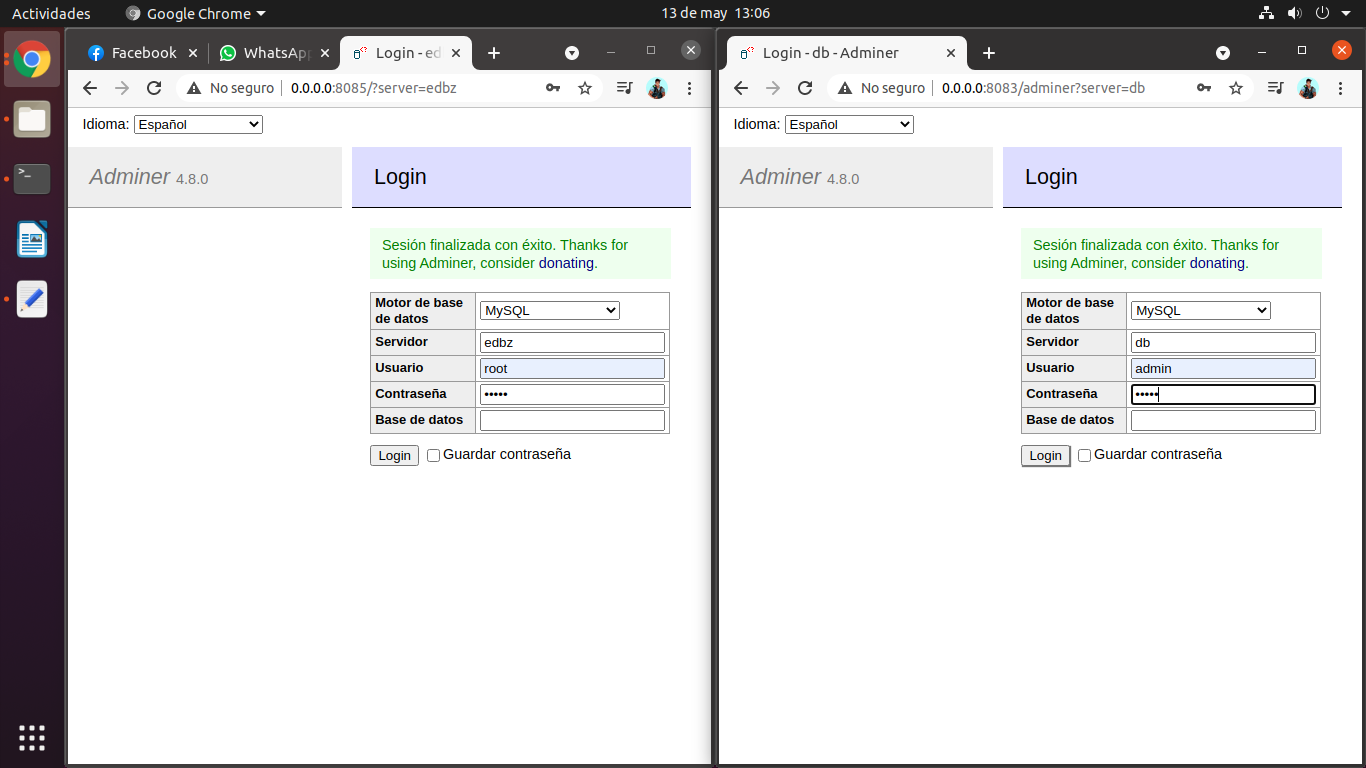 Actividades
Google Chrome
13 de may 13:06
Facebook
WhatsApp
Login - ed
No seguro
0.0.0.0:8085/?server=edbz
Idioma: Español
Adminer 4.8.0
Login
Sesión finalizada con éxito. Thanks for
using Adminer, consider donating.
Motor de base
de datos
MySQL
Servidor
edbz
Usuario
root
Contraseña
•••••
Base de datos
Login
Guardar contraseña
Login - db - Adminer
No seguro
0.0.0.0:8083/adminer?server=db
Idioma: Español
Adminer 4.8.0
Login
Sesión finalizada con éxito. Thanks for
using Adminer, consider donating.
Motor de base
de datos
MySQL
Servidor
db
Usuario
admin
Contraseña
•••••
Base de datos
Login
Guardar contraseña